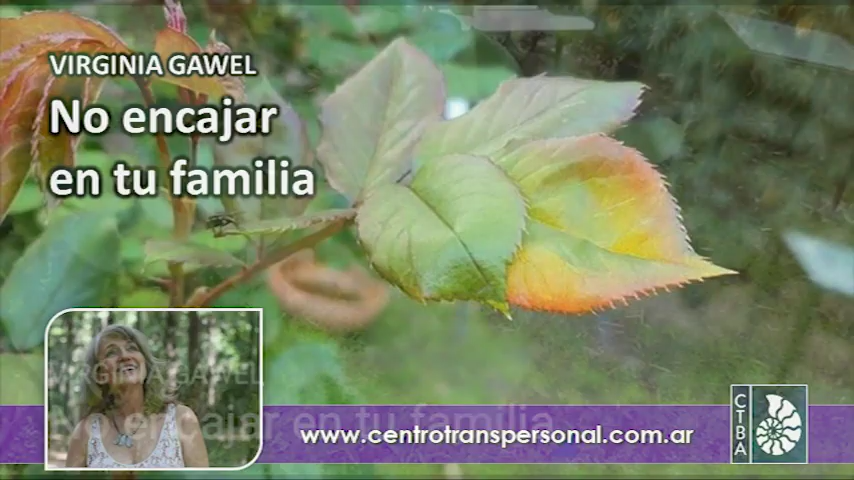 VIRGINIA GAWEL
No encajar
en tu familia
VIRGINIA GAWEL
No encajar en tu familia
www.centrotranspersonal.com.ar
CTBA